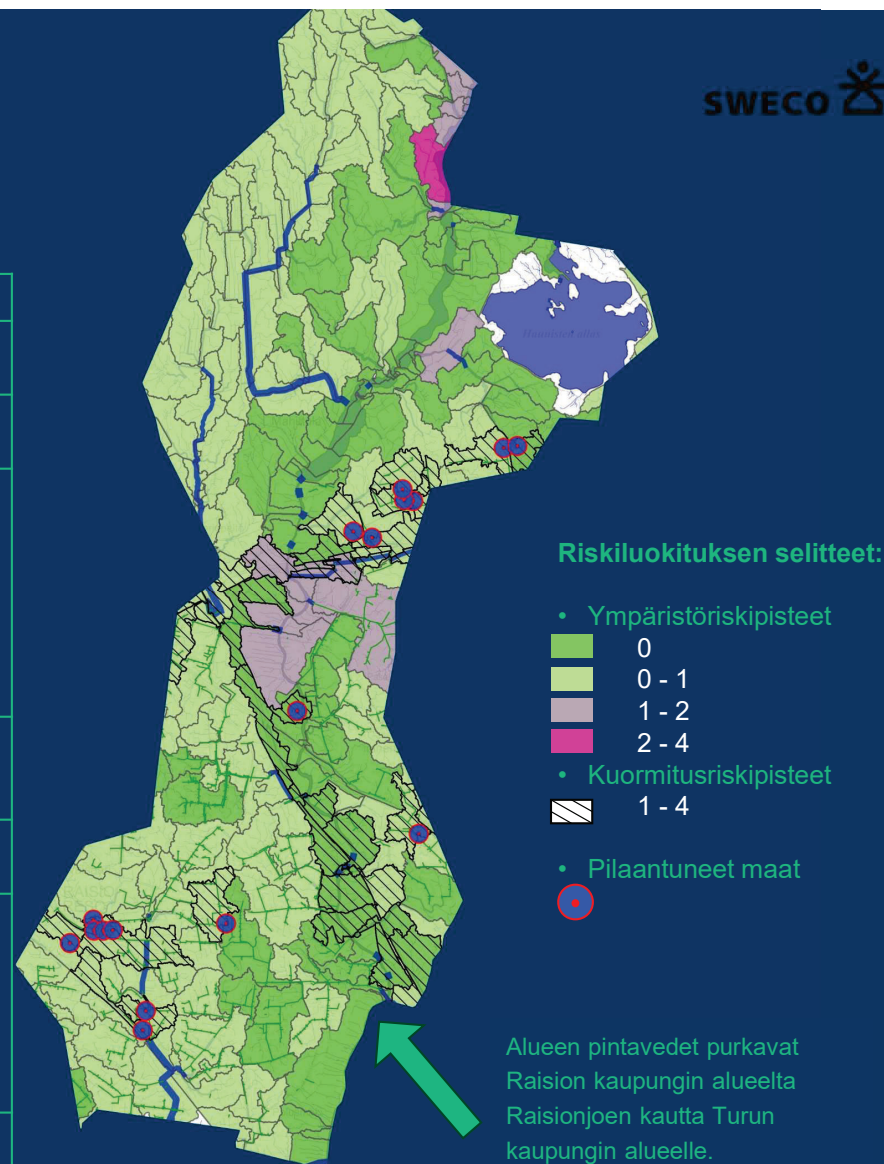 SWECO
Riskiluokituksen selitteet:
• Ympäristöriskipisteet
0
0 - 1
1 - 2
2 - 4
• Kuormitusriskipisteet
1 - 4
• Pilaantuneet maat
Alueen pintavedet purkavat
Raision kaupungin alueelta
Raisionjoen kautta Turun
kaupungin alueelle.